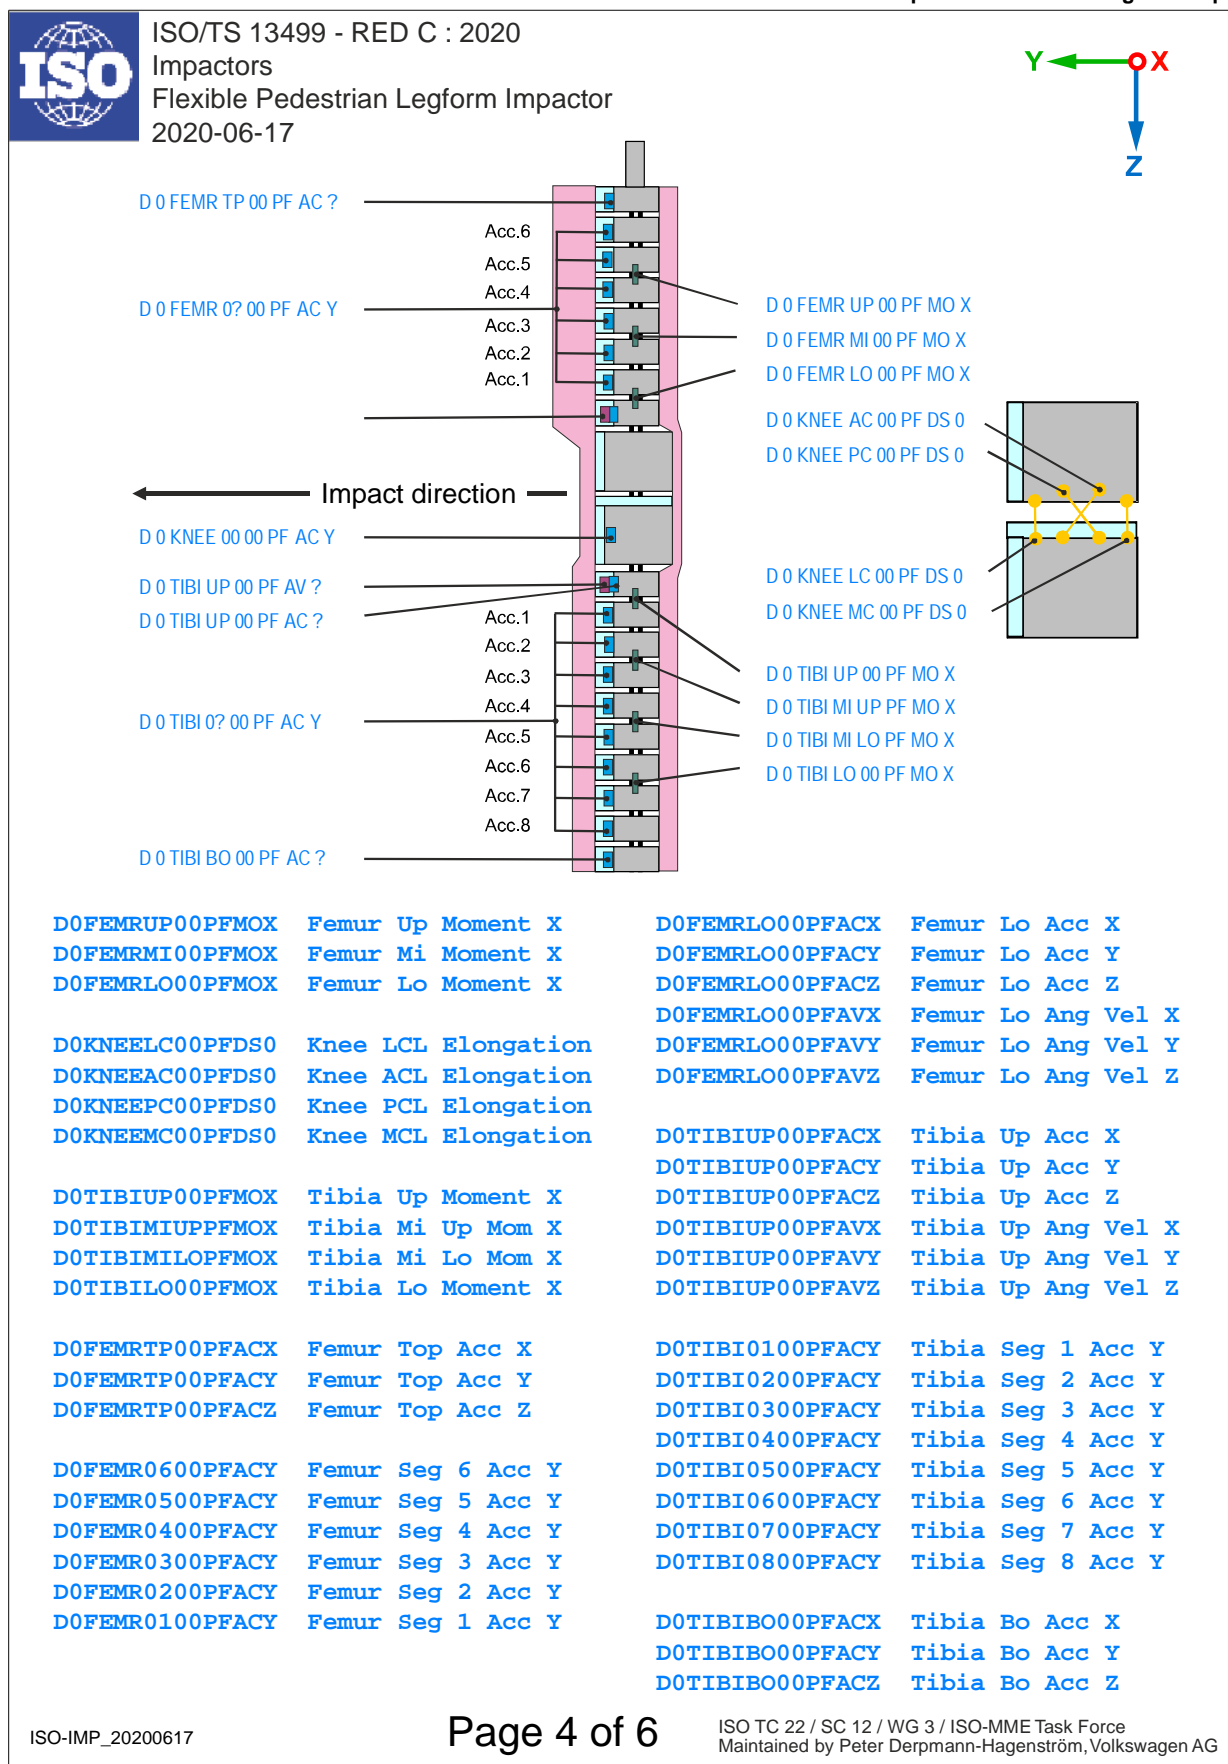 ISO
ISO/TS 13499 - RED C : 2020
Impactors
Flexible Pedestrian Legform Impactor
2020-06-17
Y X
Z
D 0 FEMR TP 00 PF AC ?
Acc.6
Acc.5
Acc.4
D 0 FEMR 0? 00 PF AC Y
Acc.3
Acc.2
Acc.1
D 0 FEMR UP 00 PF MO X
D 0 FEMR MI 00 PF MO X
D 0 FEMR LO 00 PF MO X
D 0 KNEE AC 00 PF DS 0
D 0 KNEE PC 00 PF DS 0
Impact direction
D 0 KNEE 00 00 PF AC Y
D 0 TIBI UP 00 PF AV ?
D 0 TIBI UP 00 PF AC ?
D 0 KNEE LC 00 PF DS 0
D 0 KNEE MC 00 PF DS 0
Acc.1
Acc.2
Acc.3
Acc.4
D 0 TIBI 0? 00 PF AC Y
Acc.5
Acc.6
Acc.7
Acc.8
D 0 TIBI UP 00 PF MO X
D 0 TIBI MI UP PF MO X
D 0 TIBI MI LO PF MO X
D 0 TIBI LO 00 PF MO X
D 0 TIBI BO 00 PF AC ?
D0FEMRUP00PFMOX Femur Up Moment X
D0FEMRMI00PFMOX Femur Mi Moment X
D0FEMRLO00PFMOX Femur Lo Moment X
D0KNEELC00PFDS0 Knee LCL Elongation
D0KNEEAC00PFDS0 Knee ACL Elongation
D0KNEEPC00PFDS0 Knee PCL Elongation
D0KNEEMC00PFDS0 Knee MCL Elongation
D0TIBIUP00PFMOX Tibia Up Moment X
D0TIBIMIUPPFMOX Tibia Mi Up Mom X
D0TIBIMILOPFMOX Tibia Mi Lo Mom X
D0TIBILO00PFMOX Tibia Lo Moment X
D0FEMRTP00PFACX Femur Top Acc X
D0FEMRTP00PFACY Femur Top Acc Y
D0FEMRTP00PFACZ Femur Top Acc Z
D0FEMR0600PFACY Femur Seg 6 Acc Y
D0FEMR0500PFACY Femur Seg 5 Acc Y
D0FEMR0400PFACY Femur Seg 4 Acc Y
D0FEMR0300PFACY Femur Seg 3 Acc Y
D0FEMR0200PFACY Femur Seg 2 Acc Y
D0FEMR0100PFACY Femur Seg 1 Acc Y
D0FEMRLO00PFACX Femur Lo Acc X
D0FEMRLO00PFACY Femur Lo Acc Y
D0FEMRLO00PFACZ Femur Lo Acc Z
D0FEMRLO00PFAVX Femur Lo Ang Vel X
D0FEMRLO00PFAVY Femur Lo Ang Vel Y
D0FEMRLO00PFAVZ Femur Lo Ang Vel Z
D0TIBIUP00PFACX Tibia Up Acc X
D0TIBIUP00PFACY Tibia Up Acc Y
D0TIBIUP00PFACZ Tibia Up Acc Z
D0TIBIUP00PFAVX Tibia Up Ang Vel X
D0TIBIUP00PFAVY Tibia Up Ang Vel Y
D0TIBIUP00PFAVZ Tibia Up Ang Vel Z
D0TIBI0100PFACY Tibia Seg 1 Acc Y
D0TIBI0200PFACY Tibia Seg 2 Acc Y
D0TIBI0300PFACY Tibia Seg 3 Acc Y
D0TIBI0400PFACY Tibia Seg 4 Acc Y
D0TIBI0500PFACY Tibia Seg 5 Acc Y
D0TIBI0600PFACY Tibia Seg 6 Acc Y
D0TIBI0700PFACY Tibia Seg 7 Acc Y
D0TIBI0800PFACY Tibia Seg 8 Acc Y
D0TIBIBO00PFACX Tibia Bo Acc X
D0TIBIBO00PFACY Tibia Bo Acc Y
D0TIBIBO00PFACZ Tibia Bo Acc Z
ISO-IMP_20200617
Page 4 of 6
ISO TC 22 / SC 12 / WG 3 / ISO-MME Task Force
Maintained by Peter Derpmann-Hagenström, Volkswagen AG